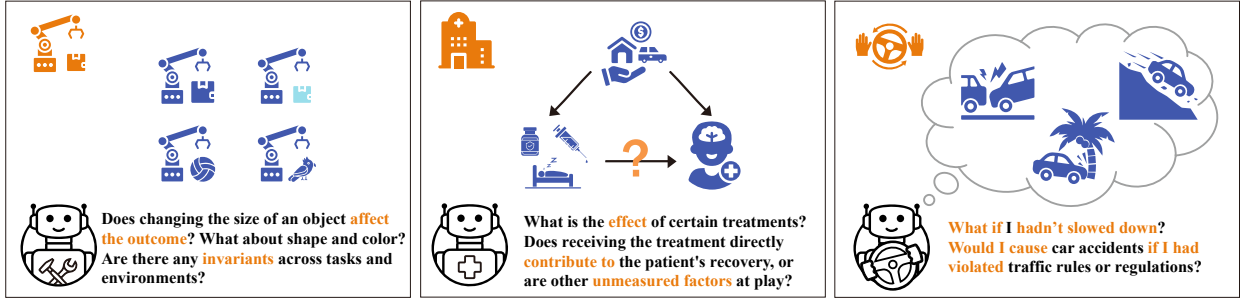 Does changing the size of an object affect
the outcome? What about shape and color?
Are there any invariants across tasks and
environments?
$
?
z z z
What is the effect of certain treatments?
Does receiving the treatment directly
contribute to the patient's recovery, or
are other unmeasured factors at play?
What if I hadn't slowed down?
Would I cause car accidents if I had
violated traffic rules or regulations?